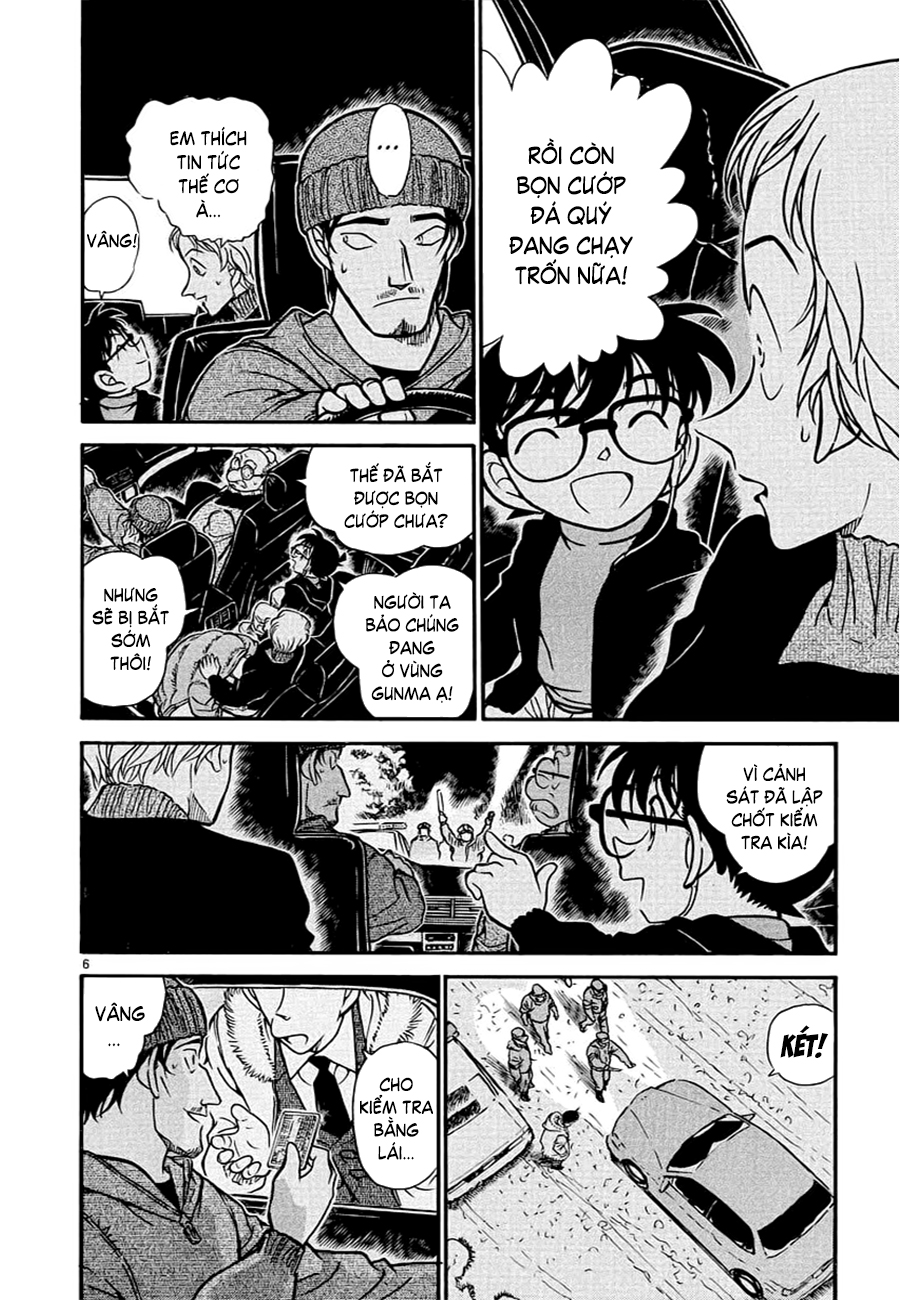 RỒI CÒN
BỌN CƯỚP
ĐÁ QUÝ
ĐANG CHẠY
TRỐN NỮA!
...
EM THÍCH
TIN TỨC
THẾ CƠ
À...
VÂNG!
THẾ ĐÃ BẮT
ĐƯỢC BỌN
CƯỚP CHƯA?
NGƯỜI TA
BẢO CHÚNG
ĐANG
Ở VÙNG
GUNMA Ạ!
NHƯNG
SẼ BỊ BẮT
SỚM
THÔI!
VÌ CẢNH
SÁT ĐÃ LẬP
CHỐT KIỂM
TRA KÌA!
6
KÉT!
CHO
KIỂM TRA
BẰNG
LÁI...
VÂNG
...